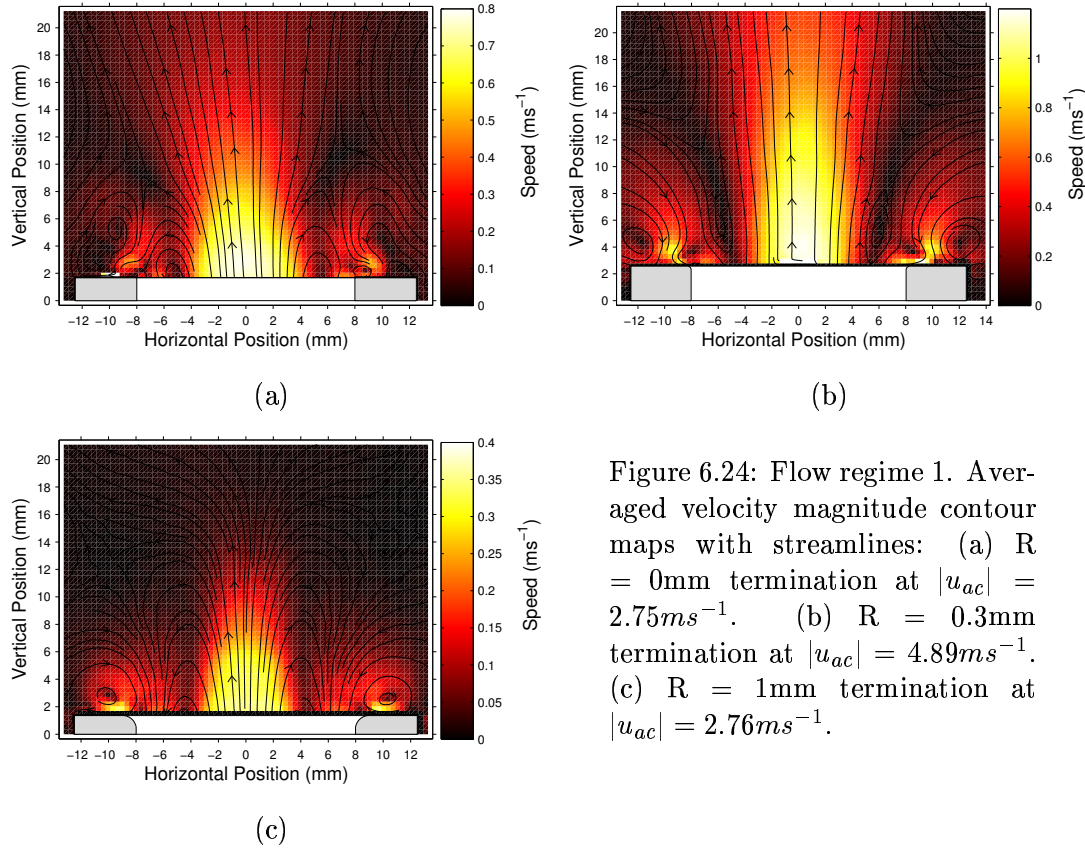 20
18
16
14
12
10
8
6
4
2
0
Vertical Position (mm)
−12 −10 −8 −6 −4 −2 0 2 4 6 8 10 12
Horizontal Position (mm)
0.8
0.7
0.6
0.5
0.4
0.3
0.2
0.1
0
Speed (ms⁻¹)
(a)
20
18
16
14
12
10
8
6
4
2
0
Vertical Position (mm)
−12 −10 −8 −6 −4 −2 0 2 4 6 8 10 12 14
Horizontal Position (mm)
1
0.8
0.6
0.4
0.2
0
Speed (ms⁻¹)
(b)
20
18
16
14
12
10
8
6
4
2
0
Vertical Position (mm)
−12 −10 −8 −6 −4 −2 0 2 4 6 8 10 12
Horizontal Position (mm)
0.4
0.35
0.3
0.25
0.2
0.15
0.1
0.05
0
Speed (ms⁻¹)
(c)
Figure 6.24: Flow regime 1. Aver-
aged velocity magnitude contour
maps with streamlines: (a) R
= 0mm termination at |u_ac| =
2.75ms⁻¹. (b) R = 0.3mm
termination at |u_ac| = 4.89ms⁻¹.
(c) R = 1mm termination at
|u_ac| = 2.76ms⁻¹.